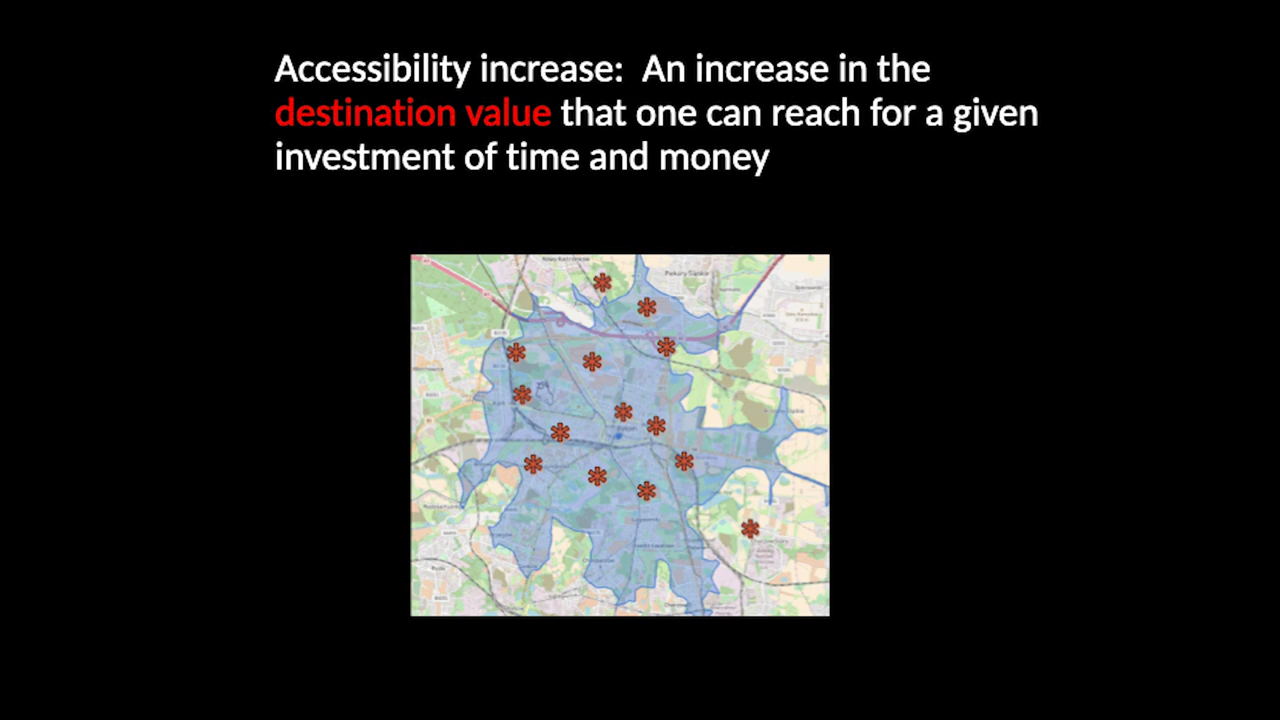 Accessibility increase:  An increase in the
destination value that one can reach for a given
investment of time and money